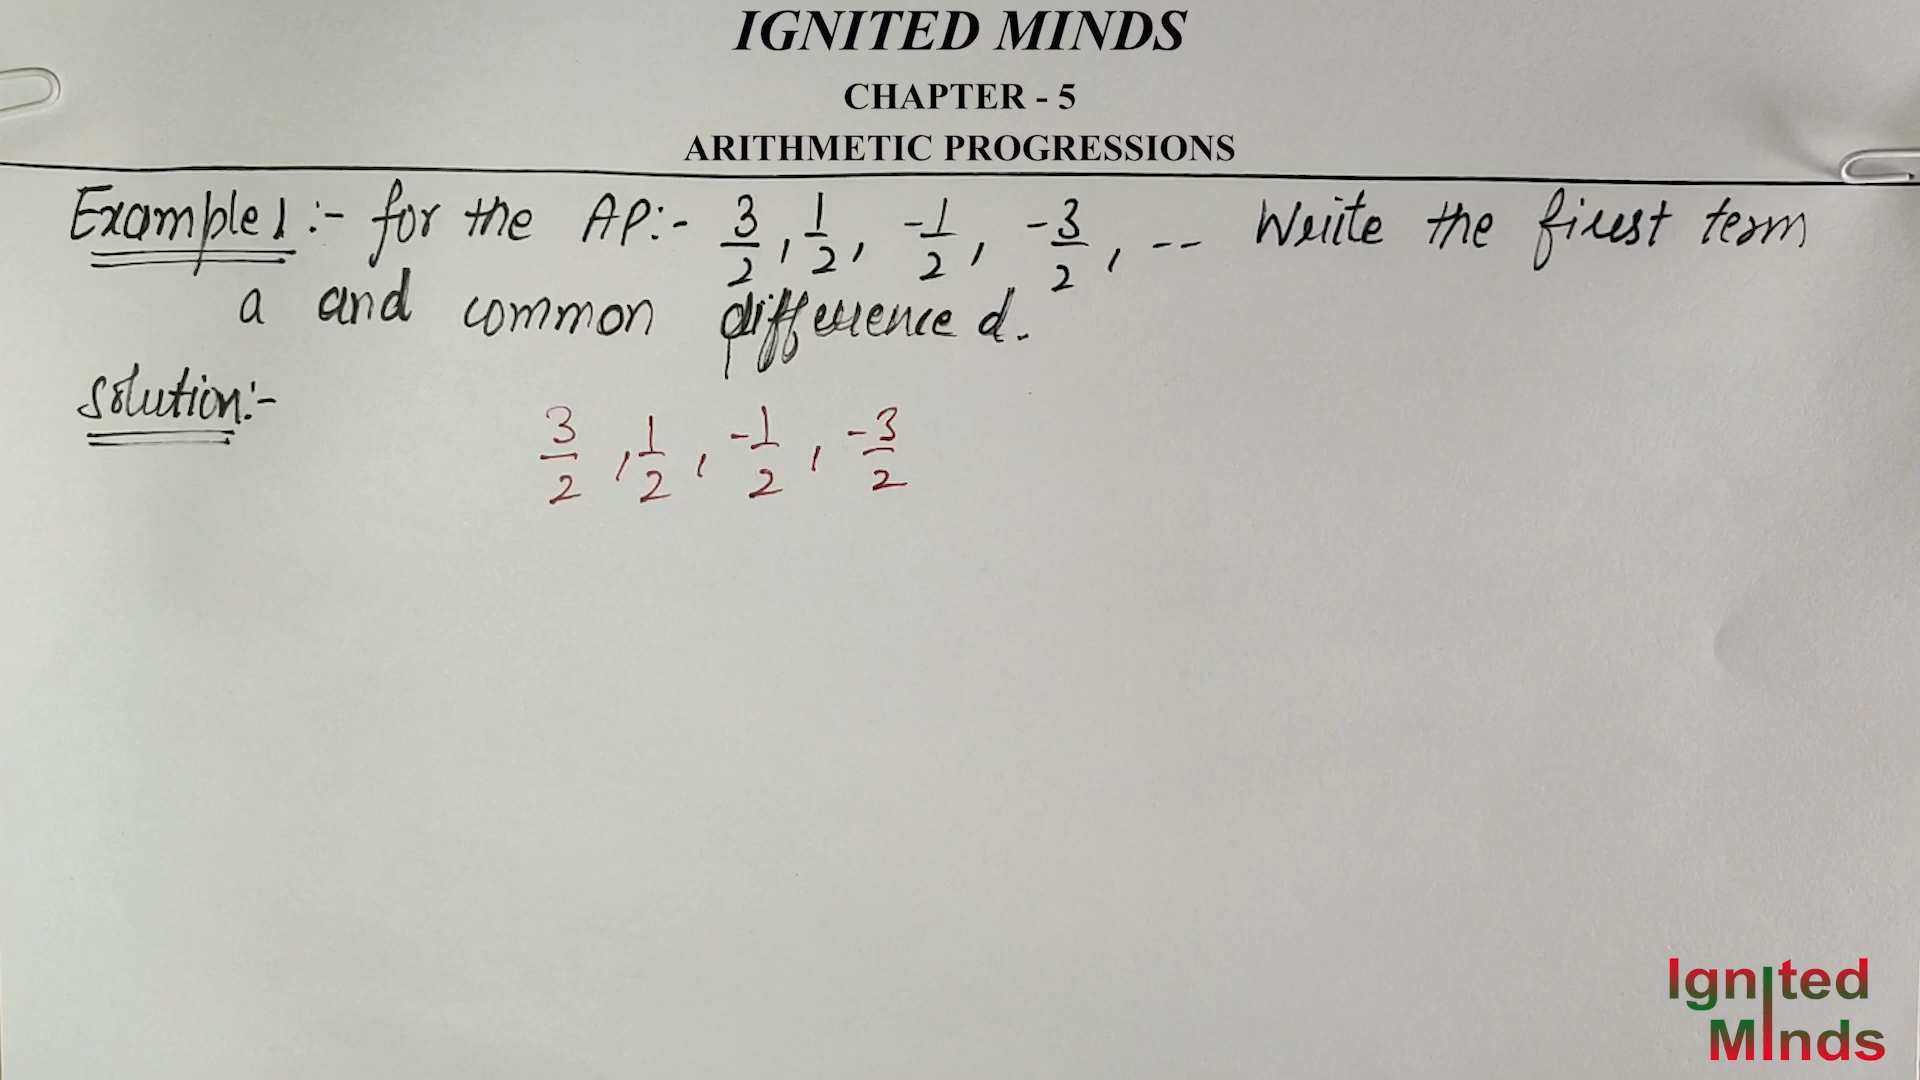 IGNITED MINDS
CHAPTER - 5
ARITHMETIC PROGRESSIONS
Example 1 :- for the AP:- 3/2, 1/2, -1/2, -3/2, -- Write the first term
a and common difference d.
Solution:-
3/2, 1/2, -1/2, -3/2
Ignited
Minds